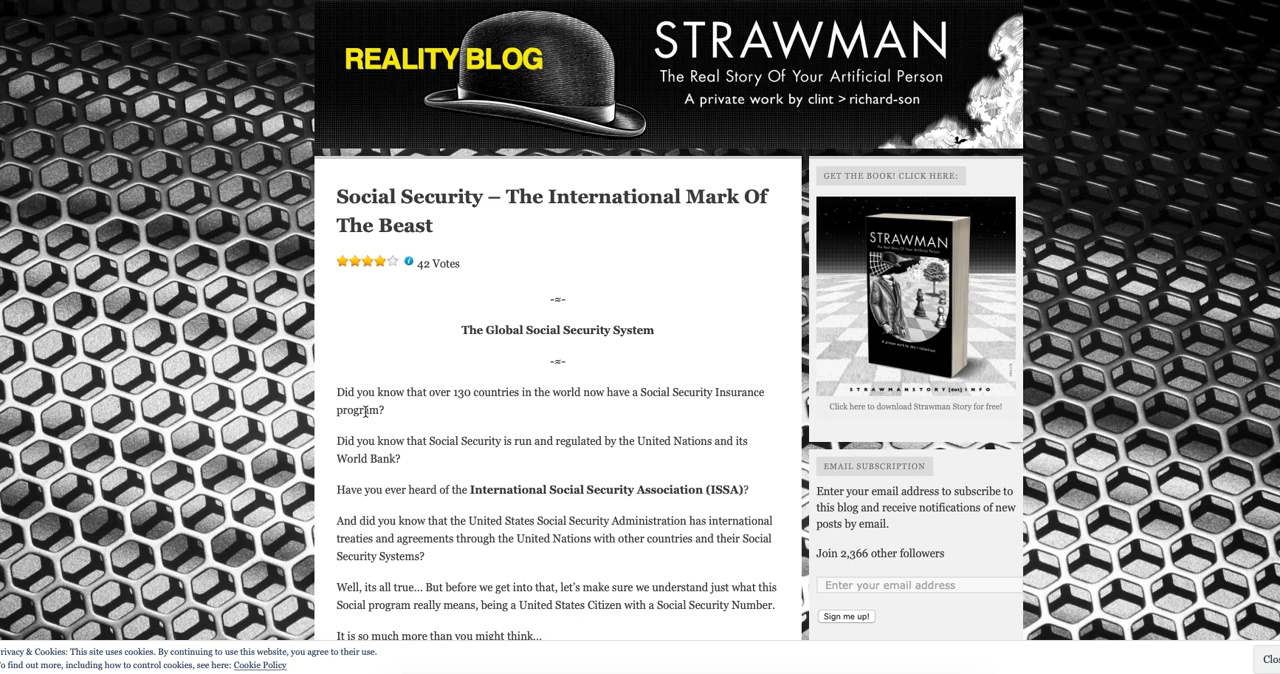 REALITY BLOG
STRAWMAN
The Real Story Of Your Artificial Person
A private work by clint > richard-son
Social Security – The International Mark Of
The Beast
42 Votes
-≈-
The Global Social Security System
-≈-
Did you know that over 130 countries in the world now have a Social Security Insurance
program?
Did you know that Social Security is run and regulated by the United Nations and its
World Bank?
Have you ever heard of the International Social Security Association (ISSA)?
And did you know that the United States Social Security Administration has international
treaties and agreements through the United Nations with other countries and their Social
Security Systems?
Well, its all true… But before we get into that, let's make sure we understand just what this
Social program really means, being a United States Citizen with a Social Security Number.
It is so much more than you might think…
GET THE BOOK! CLICK HERE:
STRAWMAN
The Real Story Of Your Artificial Person
STRAWMANSTORY [dot] INFO
Click here to download Strawman Story for free!
EMAIL SUBSCRIPTION
Enter your email address to subscribe to
this blog and receive notifications of new
posts by email.
Join 2,366 other followers
Enter your email address
Sign me up!
rivacy & Cookies: This site uses cookies. By continuing to use this website, you agree to their use.
o find out more, including how to control cookies, see here: Cookie Policy
Clo